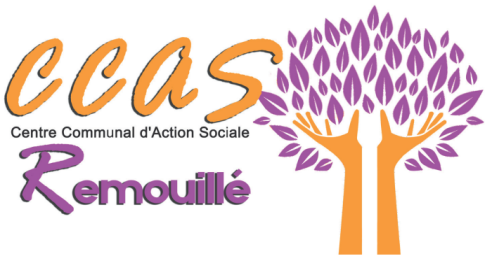 CCAS
Centre Communal d'Action Sociale
Remouillé